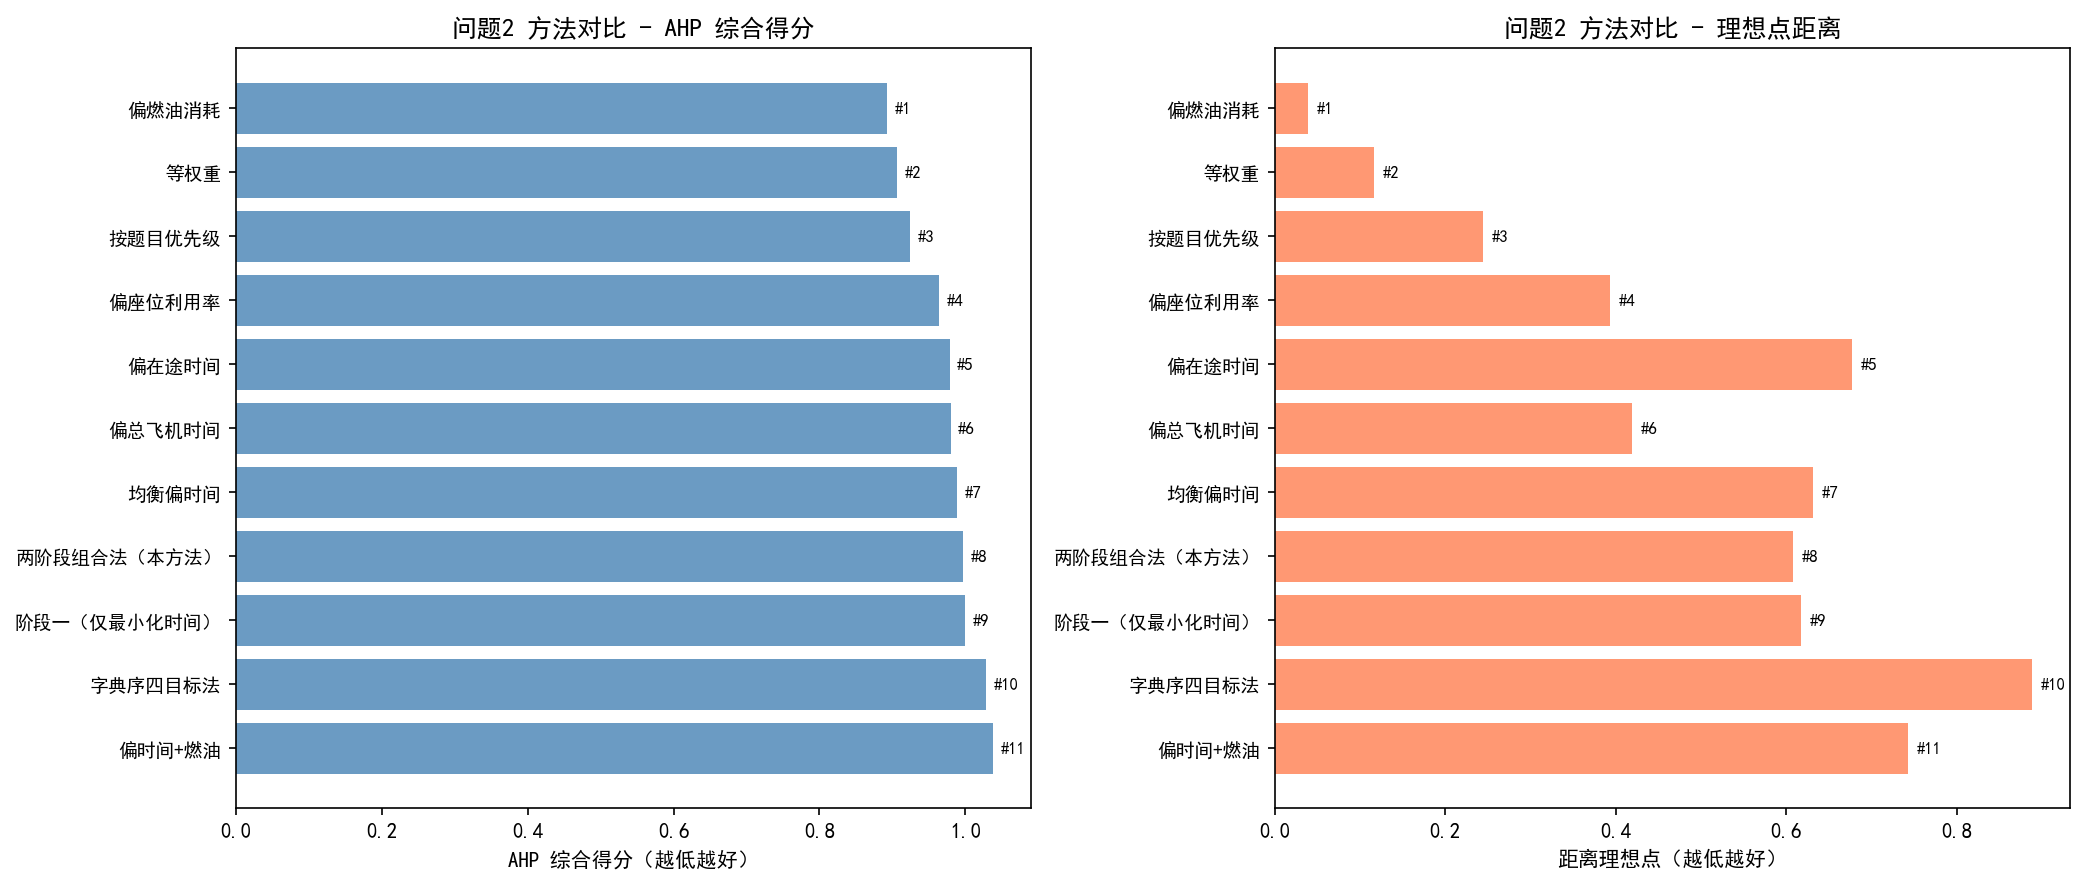 问题2 方法对比 - AHP 综合得分
偏燃油消耗
#1
等权重
#2
按题目优先级
#3
偏座位利用率
#4
偏在途时间
#5
偏总飞机时间
#6
均衡偏时间
#7
两阶段组合法（本方法）
#8
阶段一（仅最小化时间）
#9
字典序四目标法
#10
偏时间+燃油
#11
0.0 0.2 0.4 0.6 0.8 1.0
AHP 综合得分（越低越好）
问题2 方法对比 - 理想点距离
偏燃油消耗
#1
等权重
#2
按题目优先级
#3
偏座位利用率
#4
偏在途时间
#5
偏总飞机时间
#6
均衡偏时间
#7
两阶段组合法（本方法）
#8
阶段一（仅最小化时间）
#9
字典序四目标法
#10
偏时间+燃油
#11
0.0 0.2 0.4 0.6 0.8
距离理想点（越低越好）